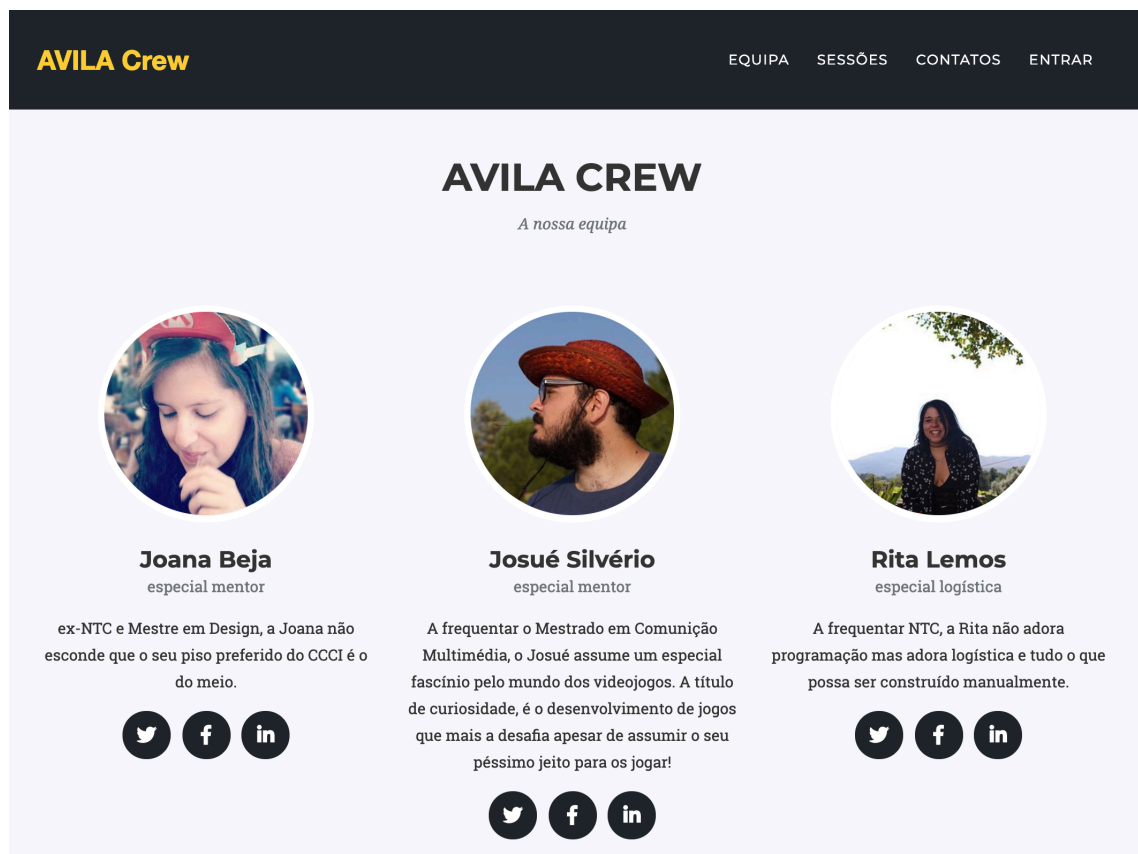 AVILA Crew
EQUIPA SESSÕES CONTATOS ENTRAR
AVILA CREW
A nossa equipa
Joana Beja
especial mentor
ex-NTC e Mestre em Design, a Joana não
esconde que o seu piso preferido do CCCI é o
do meio.
Josué Silvério
especial mentor
A frequentar o Mestrado em Comunição
Multimédia, o Josué assume um especial
fascínio pelo mundo dos videojogos. A título
de curiosidade, é o desenvolvimento de jogos
que mais a desafia apesar de assumir o seu
péssimo jeito para os jogar!
Rita Lemos
especial logística
A frequentar NTC, a Rita não adora
programação mas adora logística e tudo o que
possa ser construído manualmente.